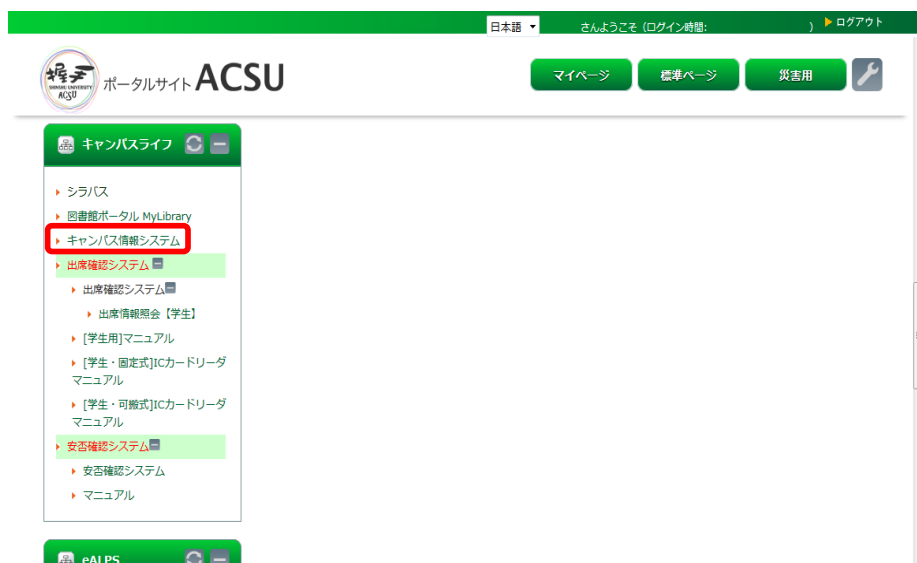 日本語
さんようこそ（ログイン時間:
）
ログアウト
SHINSHU UNIVERSITY
ACSU
ポータルサイト ACSU
マイページ
標準ページ
災害用
キャンパスライフ
シラバス
図書館ポータル MyLibrary
キャンパス情報システム
出席確認システム
出席確認システム
出席情報照会【学生】
[学生用]マニュアル
[学生・固定式]ICカードリーダ
マニュアル
[学生・可搬式]ICカードリーダ
マニュアル
安否確認システム
安否確認システム
マニュアル
eALPS